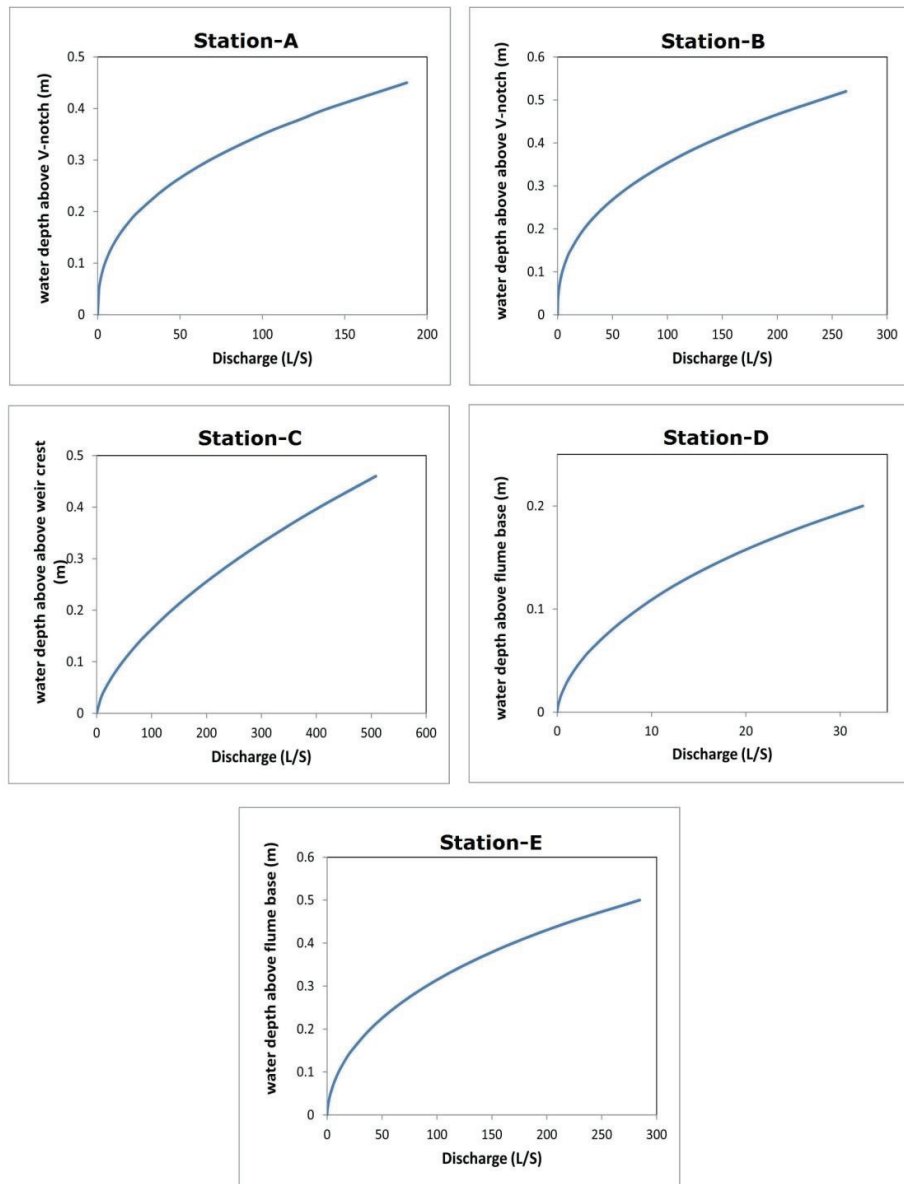 Station-A
water depth above V-notch (m)
0.5
0.4
0.3
0.2
0.1
0
0 50 100 150 200
Discharge (L/S)
Station-B
water depth above above V-notch (m)
0.6
0.5
0.4
0.3
0.2
0.1
0
0 50 100 150 200 250 300
Discharge (L/S)
Station-C
water depth above above weir crest
(m)
0.5
0.4
0.3
0.2
0.1
0
0 100 200 300 400 500 600
Discharge (L/S)
Station-D
water depth above flume base (m)
0.2
0.1
0
0 10 20 30
Discharge (L/S)
Station-E
water depth above flume base (m)
0.6
0.5
0.4
0.3
0.2
0.1
0
0 50 100 150 200 250 300
Discharge (L/S)